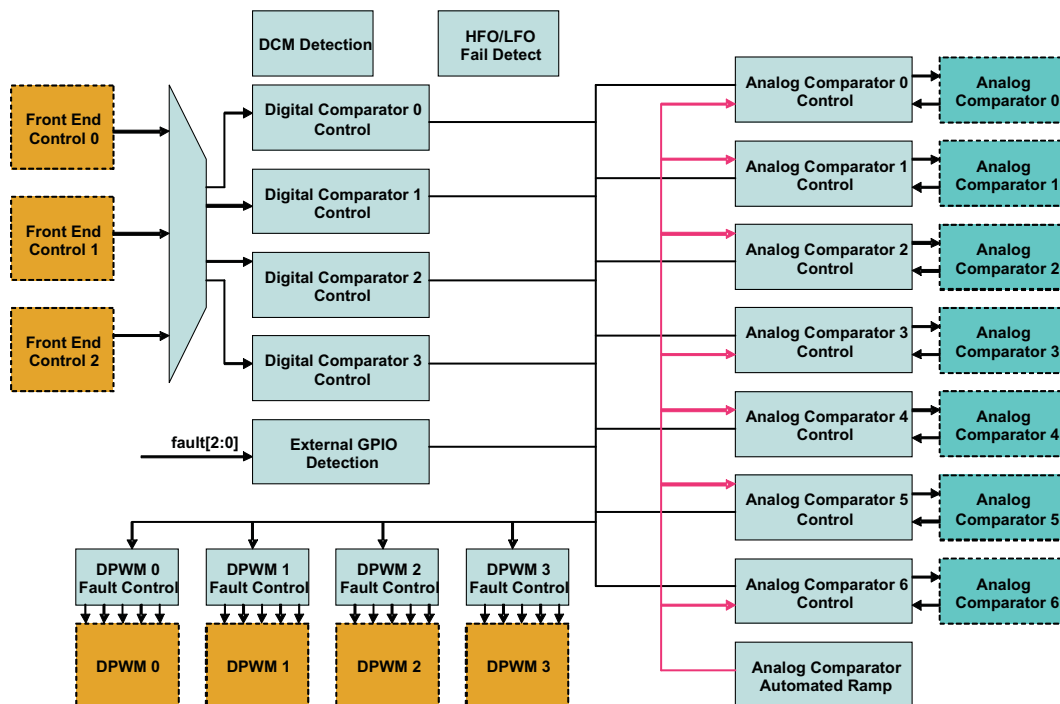 DCM Detection
HFO/LFO
Fail Detect
Front End
Control 0
Front End
Control 1
Front End
Control 2
Digital Comparator 0
Control
Digital Comparator 1
Control
Digital Comparator 2
Control
Digital Comparator 3
Control
fault[2:0]
External GPIO
Detection
Analog Comparator 0
Control
Analog
Comparator 0
Analog Comparator 1
Control
Analog
Comparator 1
Analog Comparator 2
Control
Analog
Comparator 2
Analog Comparator 3
Control
Analog
Comparator 3
Analog Comparator 4
Control
Analog
Comparator 4
Analog Comparator 5
Control
Analog
Comparator 5
Analog Comparator 6
Control
Analog
Comparator 6
Analog Comparator
Automated Ramp
DPWM 0
Fault Control
DPWM 1
Fault Control
DPWM 2
Fault Control
DPWM 3
Fault Control
DPWM 0
DPWM 1
DPWM 2
DPWM 3